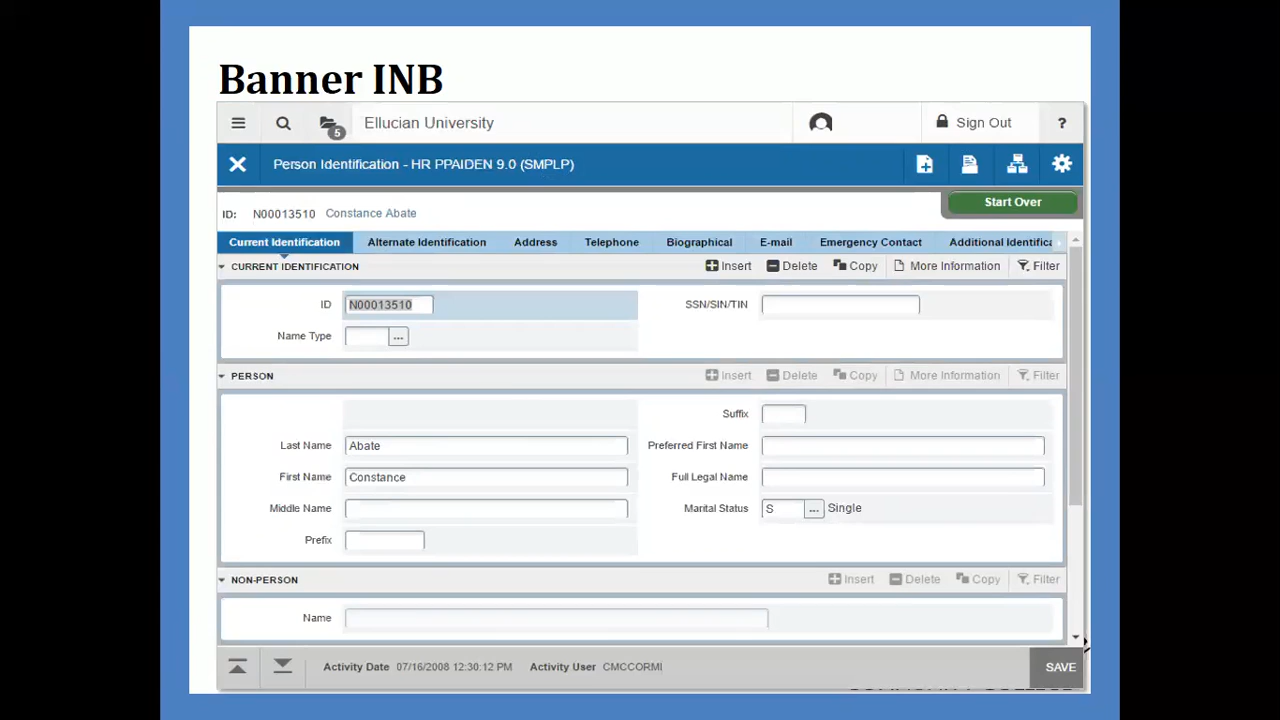 Banner INB
5 Ellucian University Sign Out ?
Person Identification - HR PPAIDEN 9.0 (SMPLP)
ID: N00013510 Constance Abate Start Over
Current Identification Alternate Identification Address Telephone Biographical E-mail Emergency Contact Additional Identifica
CURRENT IDENTIFICATION Insert Delete Copy More Information Filter
ID N00013510 SSN/SIN/TIN
Name Type ...
PERSON Insert Delete Copy More Information Filter
Suffix
Last Name Abate Preferred First Name
First Name Constance Full Legal Name
Middle Name Marital Status S ... Single
Prefix
NON-PERSON Insert Delete Copy Filter
Name
Activity Date 07/16/2008 12:30:12 PM Activity User CMCCORMI SAVE